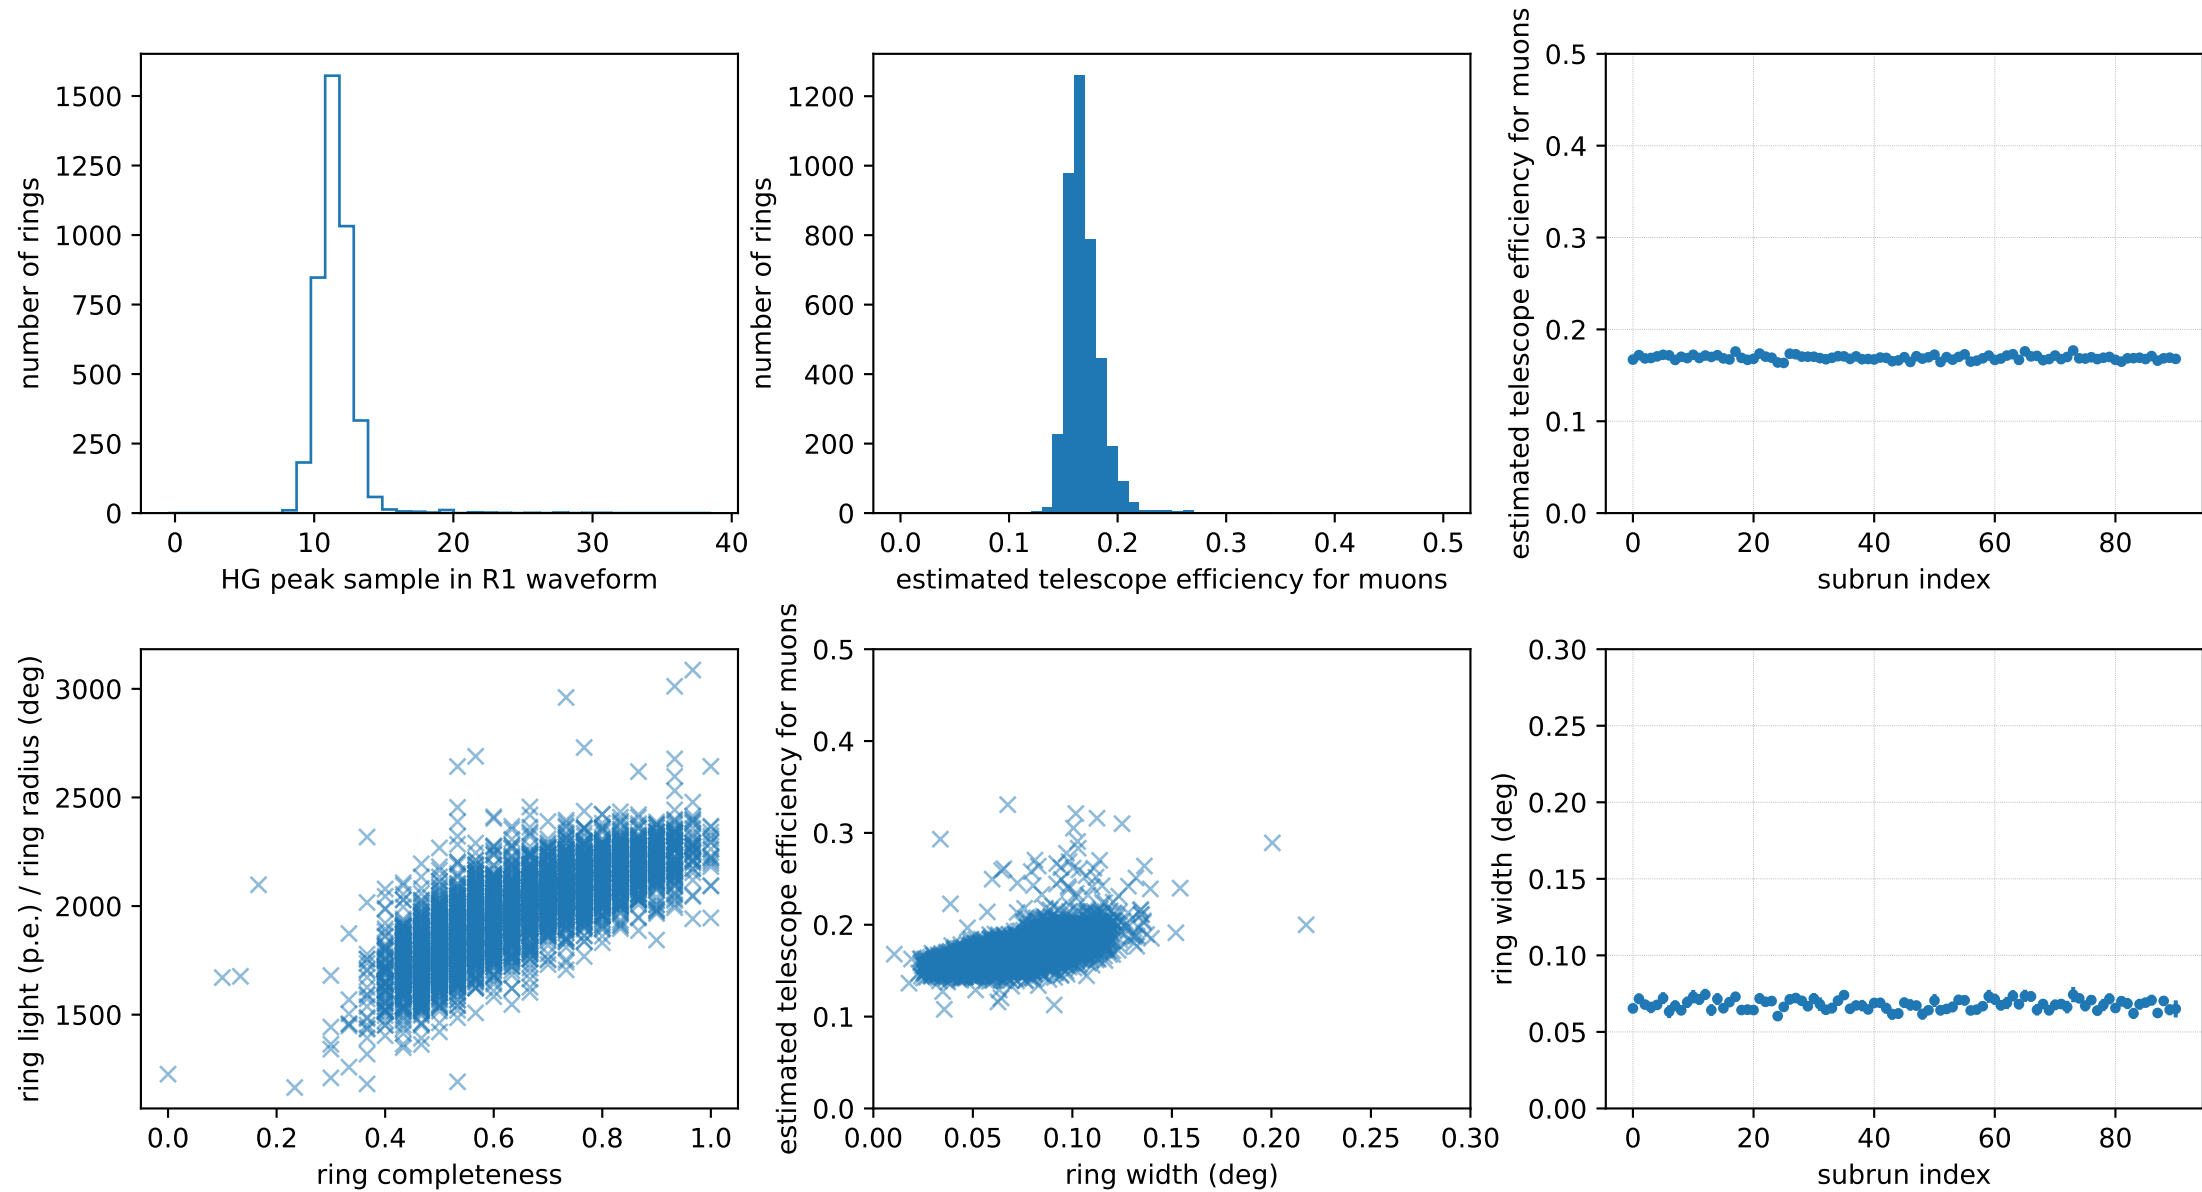 number of rings
1500
1250
1000
750
500
250
0
0 10 20 30 40
HG peak sample in R1 waveform
number of rings
1200
1000
800
600
400
200
0
0.0 0.1 0.2 0.3 0.4 0.5
estimated telescope efficiency for muons
estimated telescope efficiency for muons
0.5
0.4
0.3
0.2
0.1
0.0
0 20 40 60 80
subrun index
ring light (p.e.) / ring radius (deg)
3000
2500
2000
1500
0.0 0.2 0.4 0.6 0.8 1.0
ring completeness
estimated telescope efficiency for muons
0.5
0.4
0.3
0.2
0.1
0.0
0.00 0.05 0.10 0.15 0.20 0.25 0.30
ring width (deg)
ring width (deg)
0.30
0.25
0.20
0.15
0.10
0.05
0.00
0 20 40 60 80
subrun index